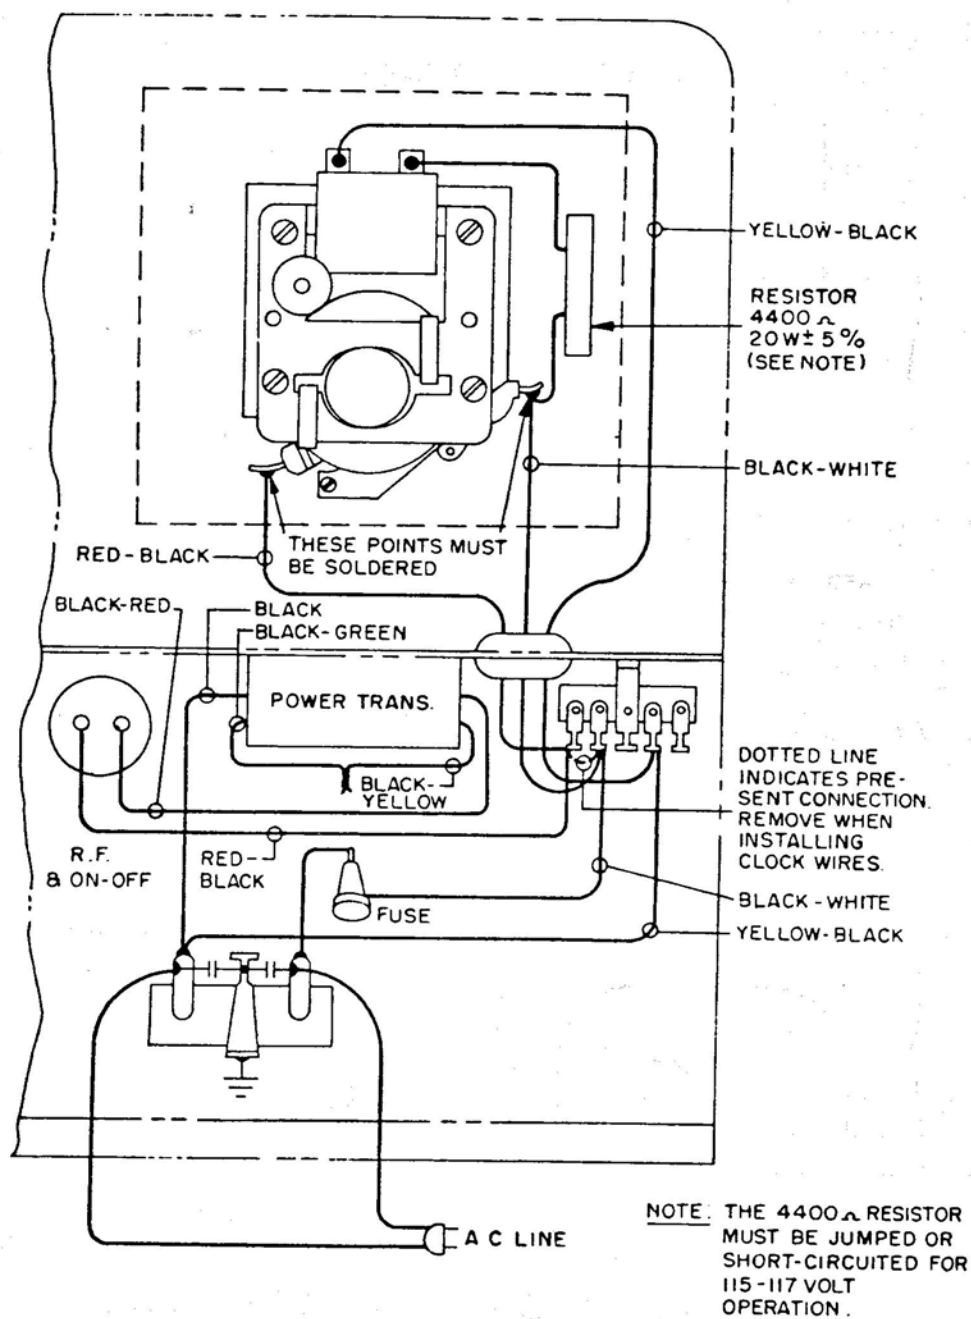 YELLOW-BLACK
RESISTOR
4400 Ω
20W ± 5%
(SEE NOTE)
BLACK-WHITE
THESE POINTS MUST
BE SOLDERED
RED-BLACK
BLACK-RED
BLACK
BLACK-GREEN
POWER TRANS.
BLACK-
YELLOW
DOTTED LINE
INDICATES PRE-
SENT CONNECTION.
REMOVE WHEN
INSTALLING
CLOCK WIRES.
R.F.
& ON-OFF
RED-
BLACK
FUSE
BLACK-WHITE
YELLOW-BLACK
A C LINE
NOTE: THE 4400 Ω RESISTOR
MUST BE JUMPED OR
SHORT-CIRCUITED FOR
115-117 VOLT
OPERATION.